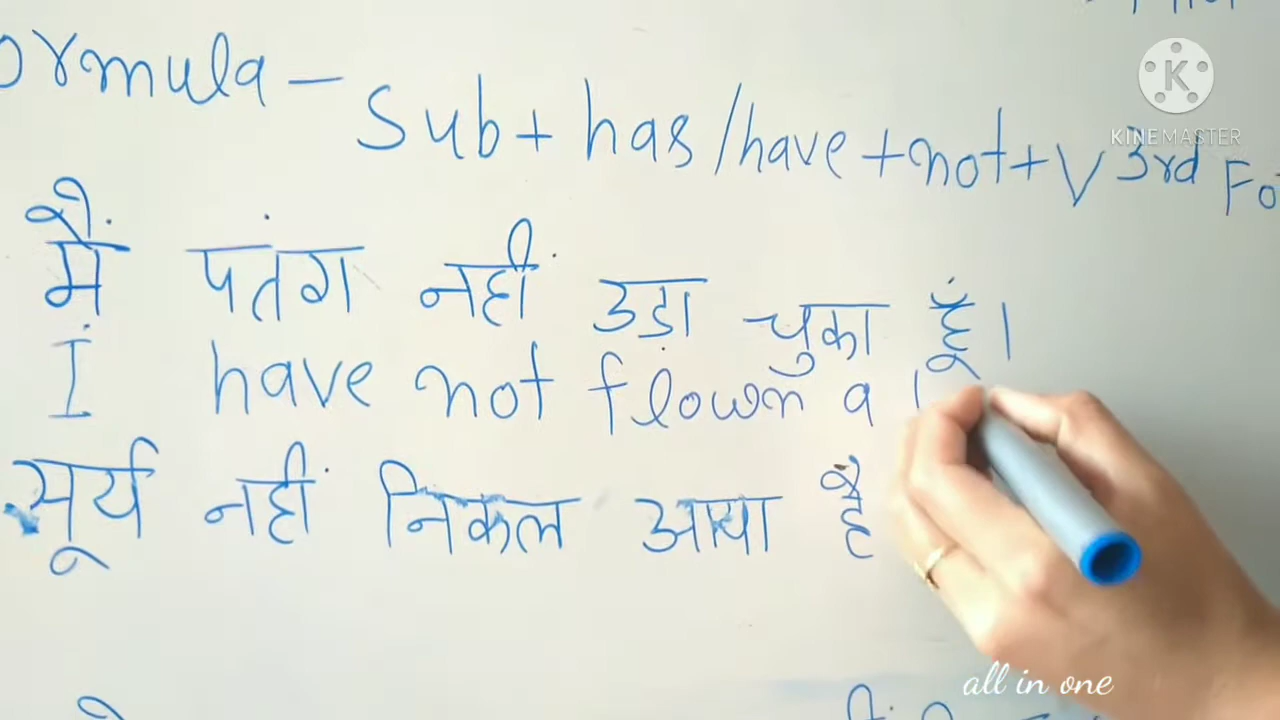 ormula - Sub + has/have + not + V 3rd Fo
KINEMASTER
मैं पतंग नहीं उड़ा चुका हूँ।
I have not flown a
सूर्य नहीं निकल आया है
all in one